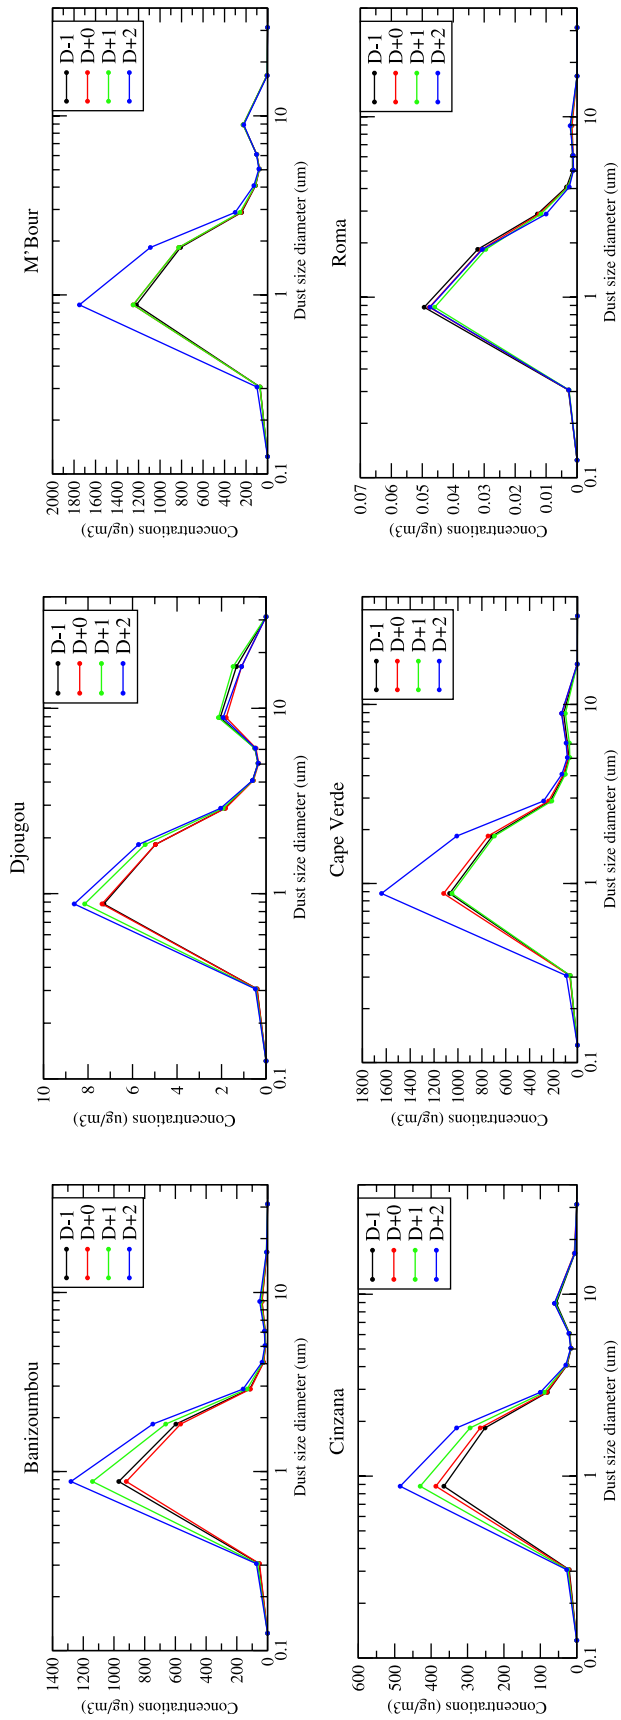 Banizoumbou
1400
1200
1000
800
600
400
200
0
Concentrations (ug/m3)
0.1
1
10
Dust size diameter (um)
D-1
D+0
D+1
D+2
Djougou
10
8
6
4
2
0
Concentrations (ug/m3)
0.1
1
10
Dust size diameter (um)
D-1
D+0
D+1
D+2
M'Bour
2000
1800
1600
1400
1200
1000
800
600
400
200
0
Concentrations (ug/m3)
0.1
1
10
Dust size diameter (um)
D-1
D+0
D+1
D+2
Cinzana
600
500
400
300
200
100
0
Concentrations (ug/m3)
0.1
1
10
Dust size diameter (um)
D-1
D+0
D+1
D+2
Cape Verde
1800
1600
1400
1200
1000
800
600
400
200
0
Concentrations (ug/m3)
0.1
1
10
Dust size diameter (um)
D-1
D+0
D+1
D+2
Roma
0.07
0.06
0.05
0.04
0.03
0.02
0.01
0
Concentrations (ug/m3)
0.1
1
10
Dust size diameter (um)
D-1
D+0
D+1
D+2